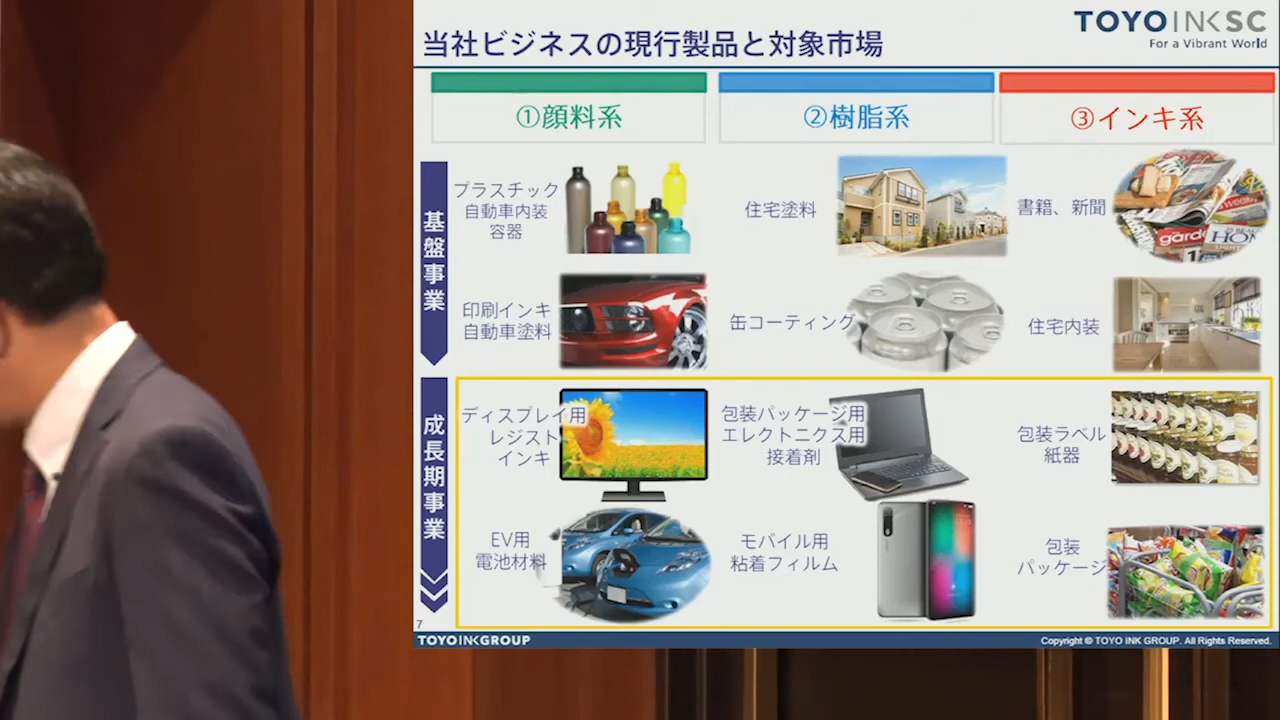 TOYOINKSC
For a Vibrant World
当社ビジネスの現行製品と対象市場
①顔料系
②樹脂系
③インキ系
基盤事業
プラスチック
自動車内装
容器
住宅塗料
書籍、新聞
印刷インキ
自動車塗料
缶コーティング
住宅内装
成長期事業
ディスプレイ用
レジスト
インキ
包装パッケージ用
エレクトニクス用
接着剤
包装ラベル
紙器
EV用
電池材料
モバイル用
粘着フィルム
包装
パッケージ
7
TOYOINKGROUP
Copyright © TOYO INK GROUP. All Rights Reserved.